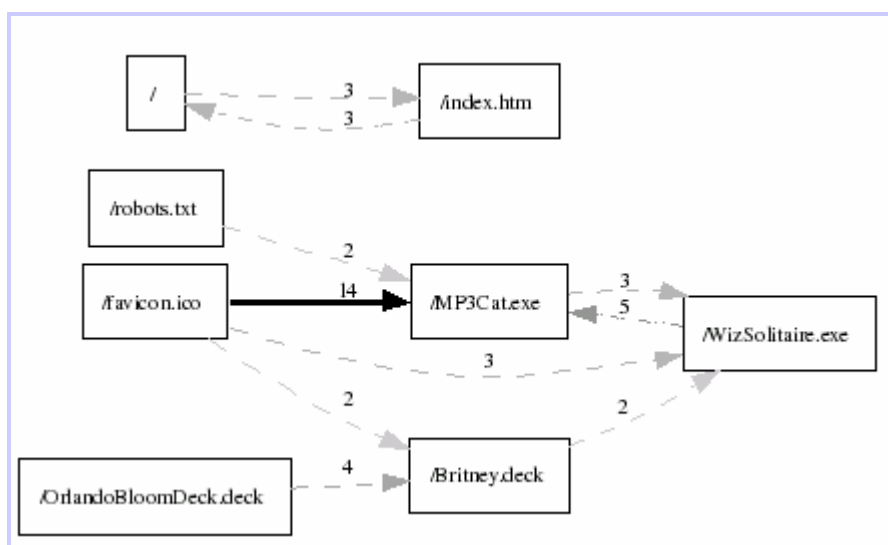 /
3
3
/index.htm
/robots.txt
2
/favicon.ico
14
/MP3Cat.exe
3
5
/WizSolitaire.exe
3
2
2
/OrlandoBloomDeck.deck
4
/Britney.deck